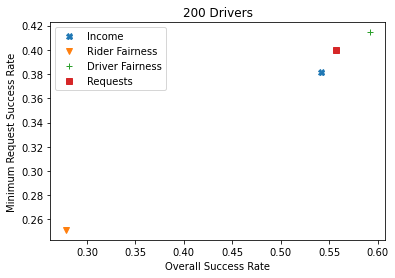 200 Drivers
Income
Rider Fairness
Driver Fairness
Requests
Minimum Request Success Rate
0.42
0.40
0.38
0.36
0.34
0.32
0.30
0.28
0.26
0.30
0.35
0.40
0.45
0.50
0.55
0.60
Overall Success Rate